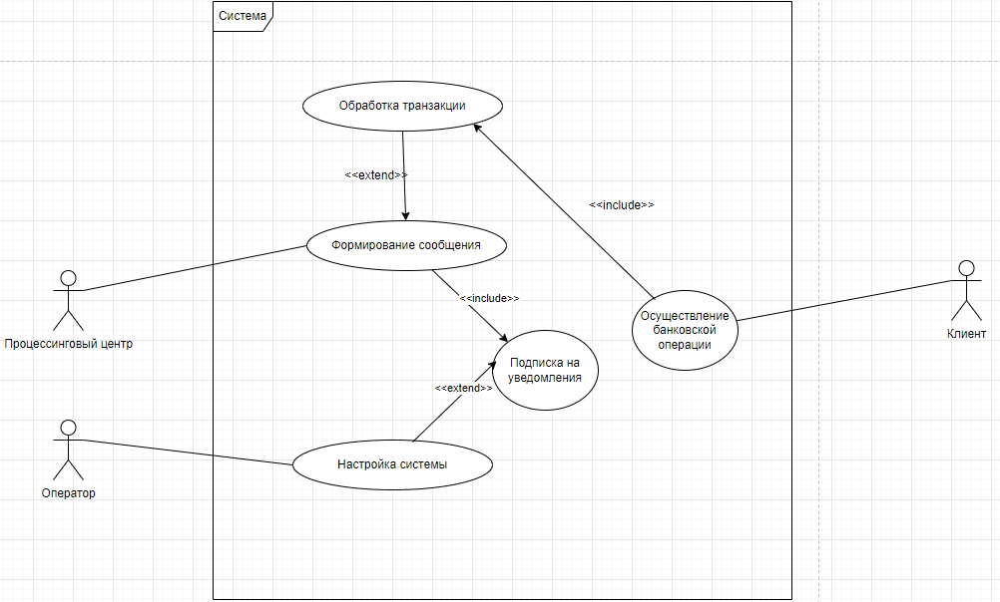 Система
Обработка транзакции
<<extend>>
<<include>>
Формирование сообщения
Процессинговый центр
<<include>>
Осуществление
банковской
операции
Клиент
Подписка на
уведомления
<<extend>>
Настройка системы
Оператор